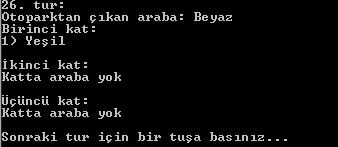 26. tur:
Otoparktan çıkan araba: Beyaz
Birinci kat:
1) Yeşil
İkinci kat:
Katta araba yok
Üçüncü kat:
Katta araba yok
Sonraki tur için bir tuşa basınız...